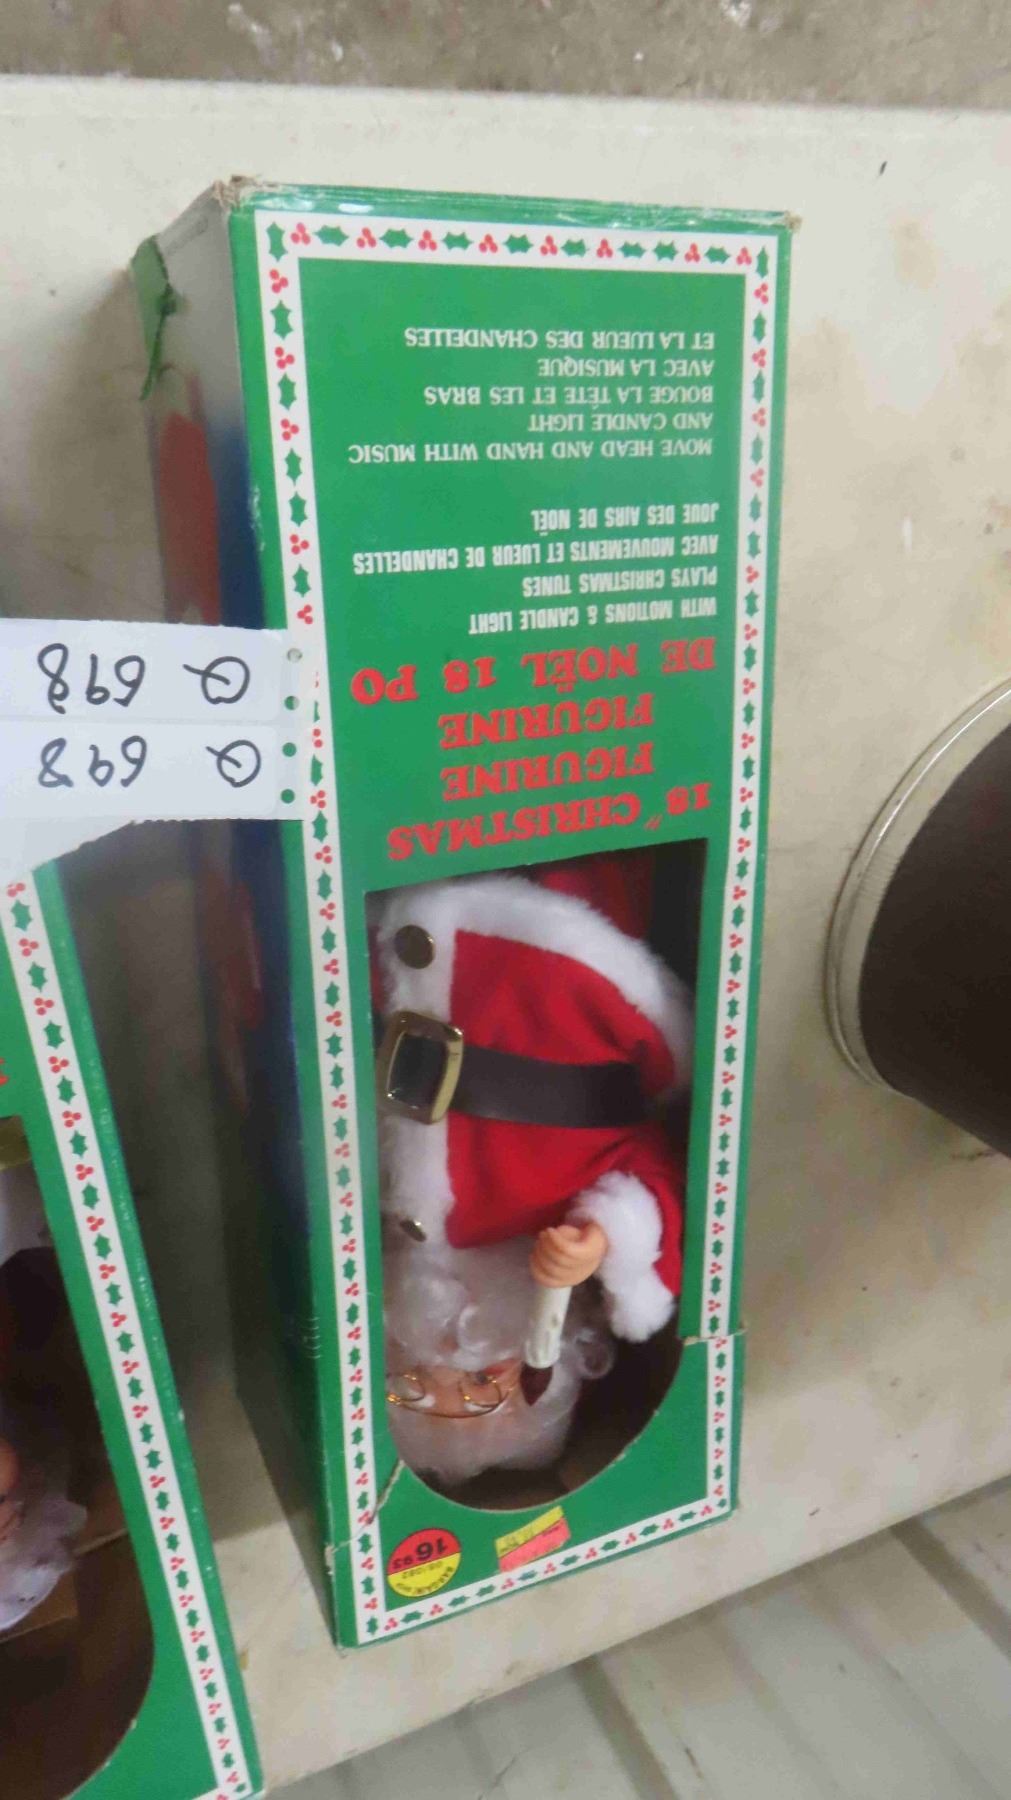 1693
18" CHRISTMAS
FIGURINE
FIGURINE
DE NOËL 18 PO
WITH MOTIONS & CANDLE LIGHT
PLAYS CHRISTMAS TUNES
AVEC MOUVEMENTS ET LUEUR DE CHANDELLES
JOUE DES AIRS DE NOËL
MOVE HEAD AND HAND WITH MUSIC
AND CANDLE LIGHT
BOUGE LA TÊTE ET LES BRAS
AVEC LA MUSIQUE
ET LA LUEUR DES CHANDELLES
Q 698
Q 698